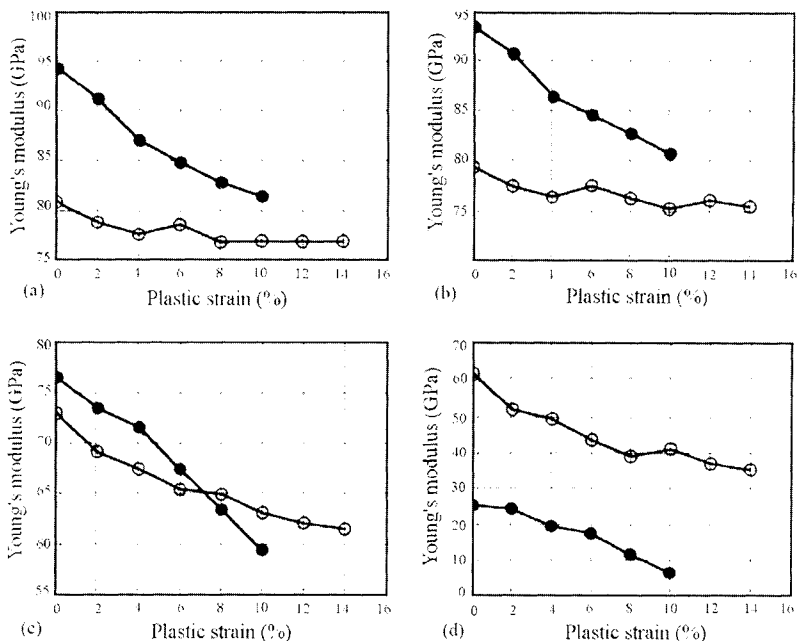 100
95
90
85
80
75
Young's modulus (GPa)
0 2 4 6 8 10 12 14 16
(a) Plastic strain (%)
95
90
85
80
75
Young's modulus (GPa)
0 2 4 6 8 10 12 14 16
(b) Plastic strain (%)
80
75
70
65
60
55
Young's modulus (GPa)
0 2 4 6 8 10 12 14 16
(c) Plastic strain (%)
70
60
50
40
30
20
10
0
Young's modulus (GPa)
0 2 4 6 8 10 12 14 16
(d) Plastic strain (%)